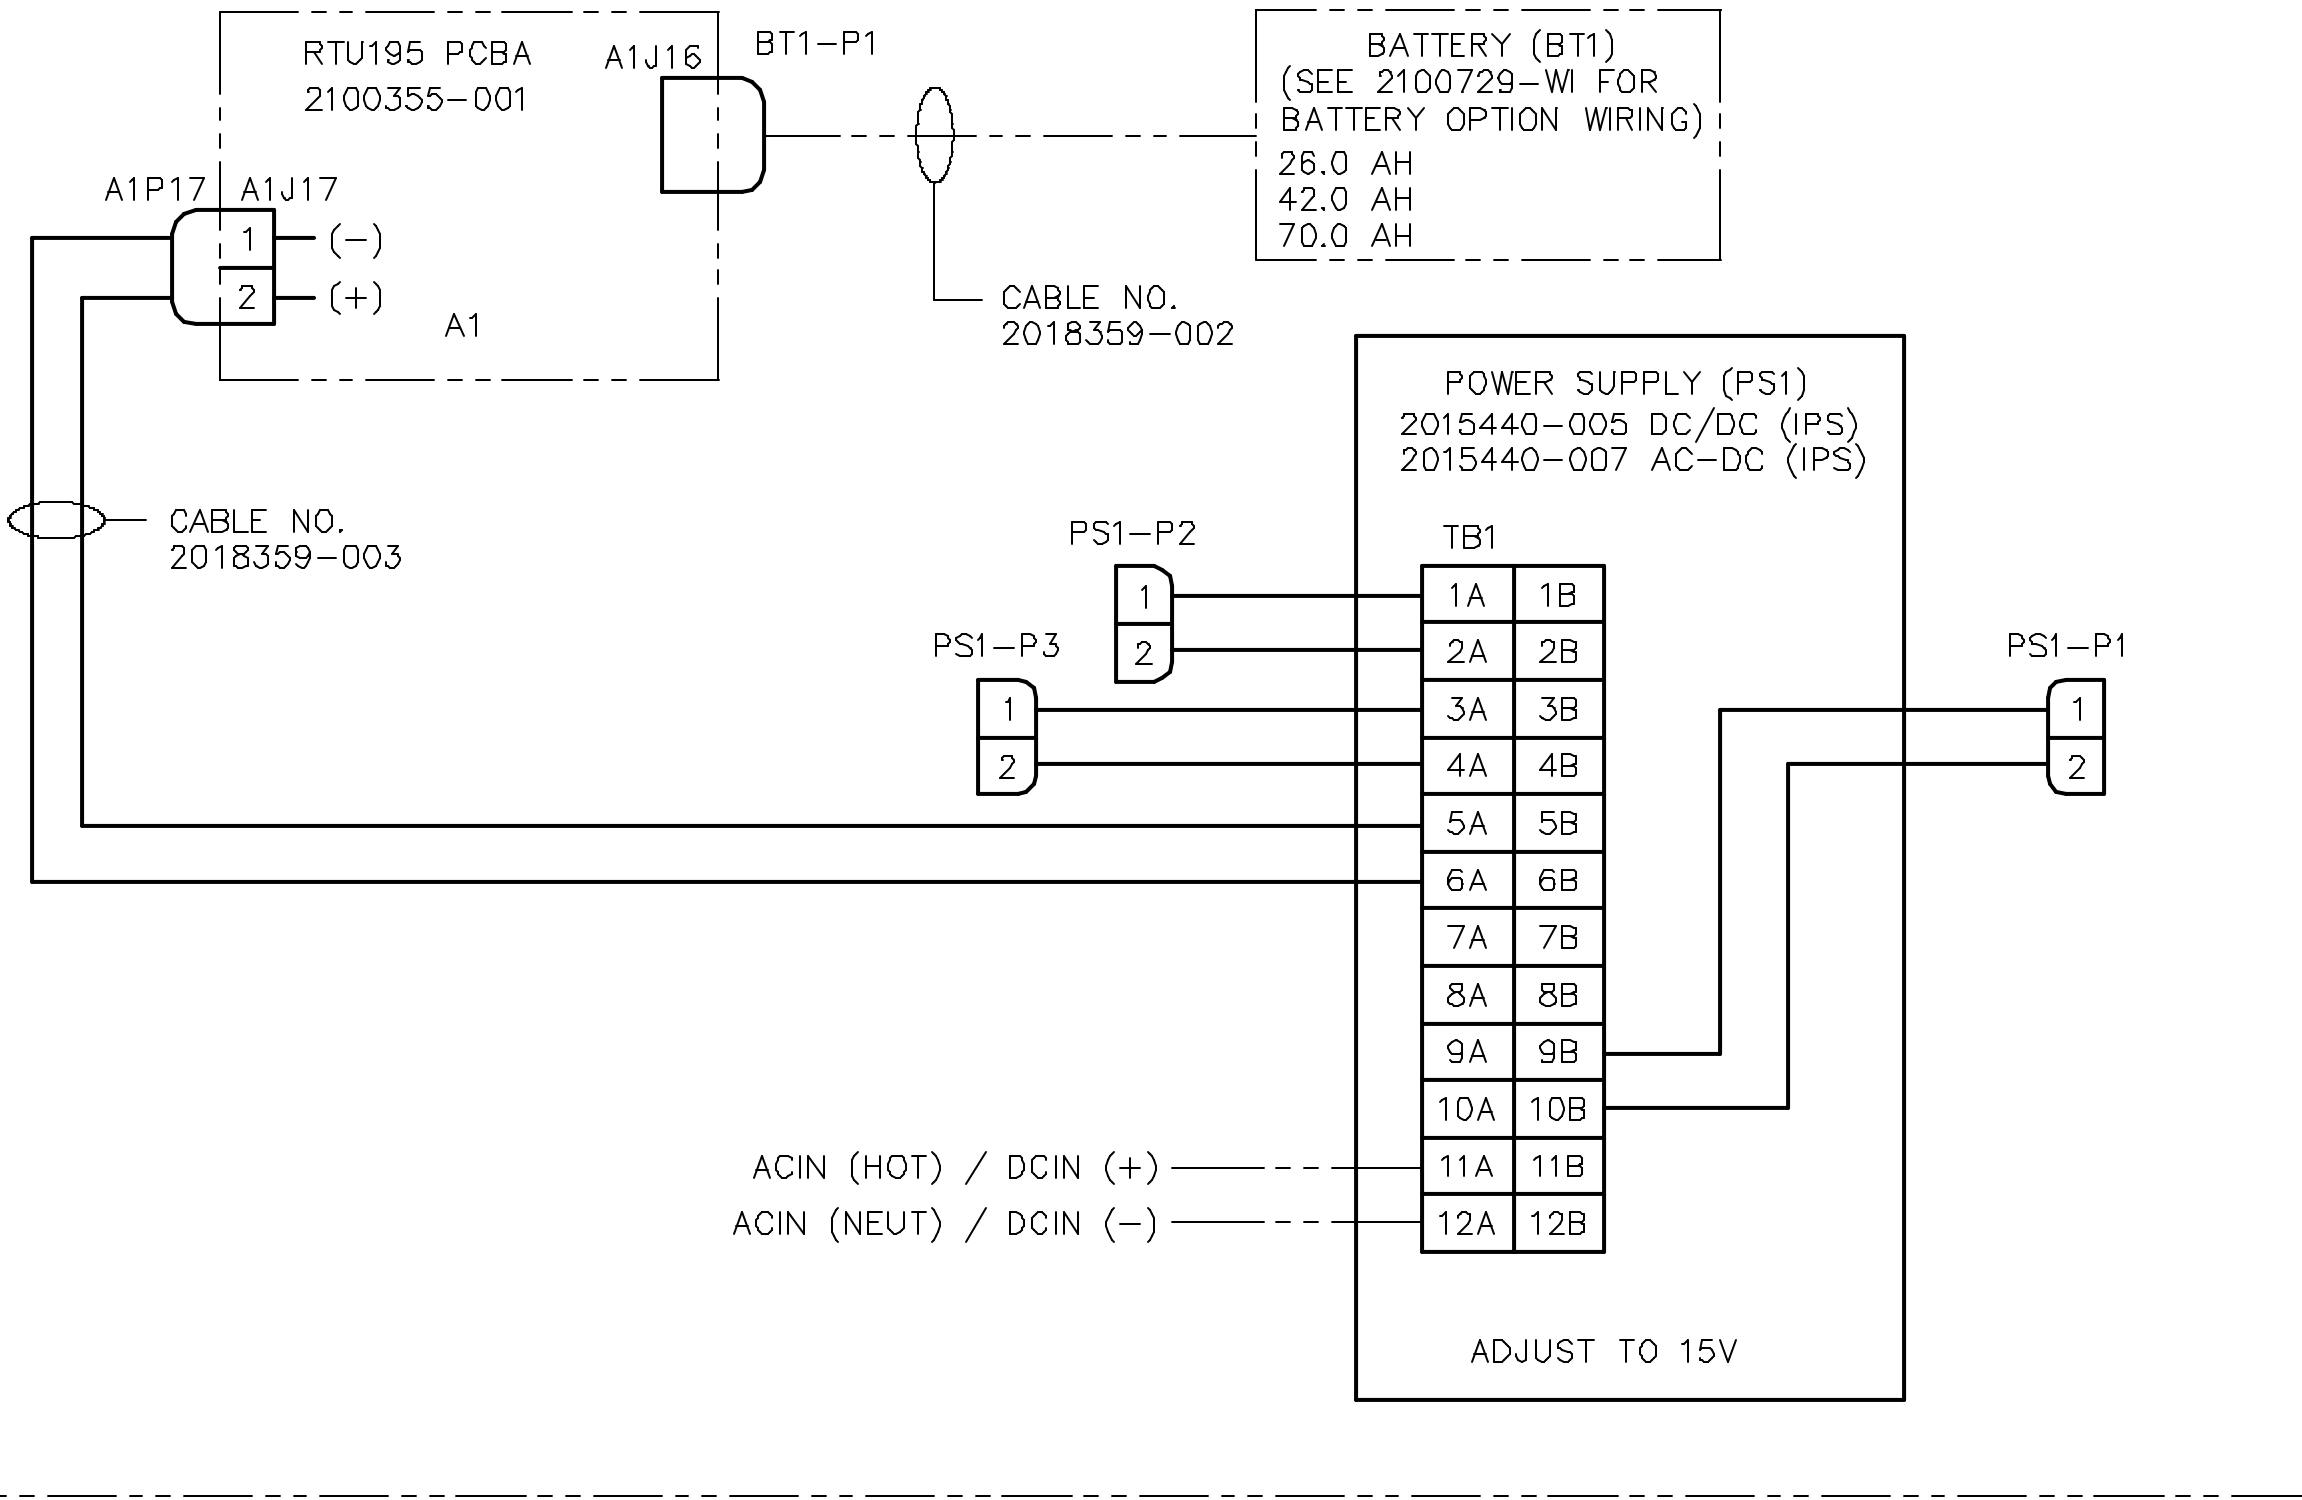 RTU195 PCBA
2100355-001
A1J16
BT1-P1
BATTERY (BT1)
(SEE 2100729-WI FOR
BATTERY OPTION WIRING)
26.0 AH
42.0 AH
70.0 AH
A1P17
A1J17
1
(-)
2
(+)
A1
CABLE NO.
2018359-002
POWER SUPPLY (PS1)
2015440-005 DC/DC (IPS)
2015440-007 AC-DC (IPS)
CABLE NO.
2018359-003
PS1-P2
1
2
PS1-P3
1
2
TB1
1A 1B
2A 2B
3A 3B
4A 4B
5A 5B
6A 6B
7A 7B
8A 8B
9A 9B
10A 10B
11A 11B
12A 12B
PS1-P1
1
2
ACIN (HOT) / DCIN (+)
ACIN (NEUT) / DCIN (-)
ADJUST TO 15V